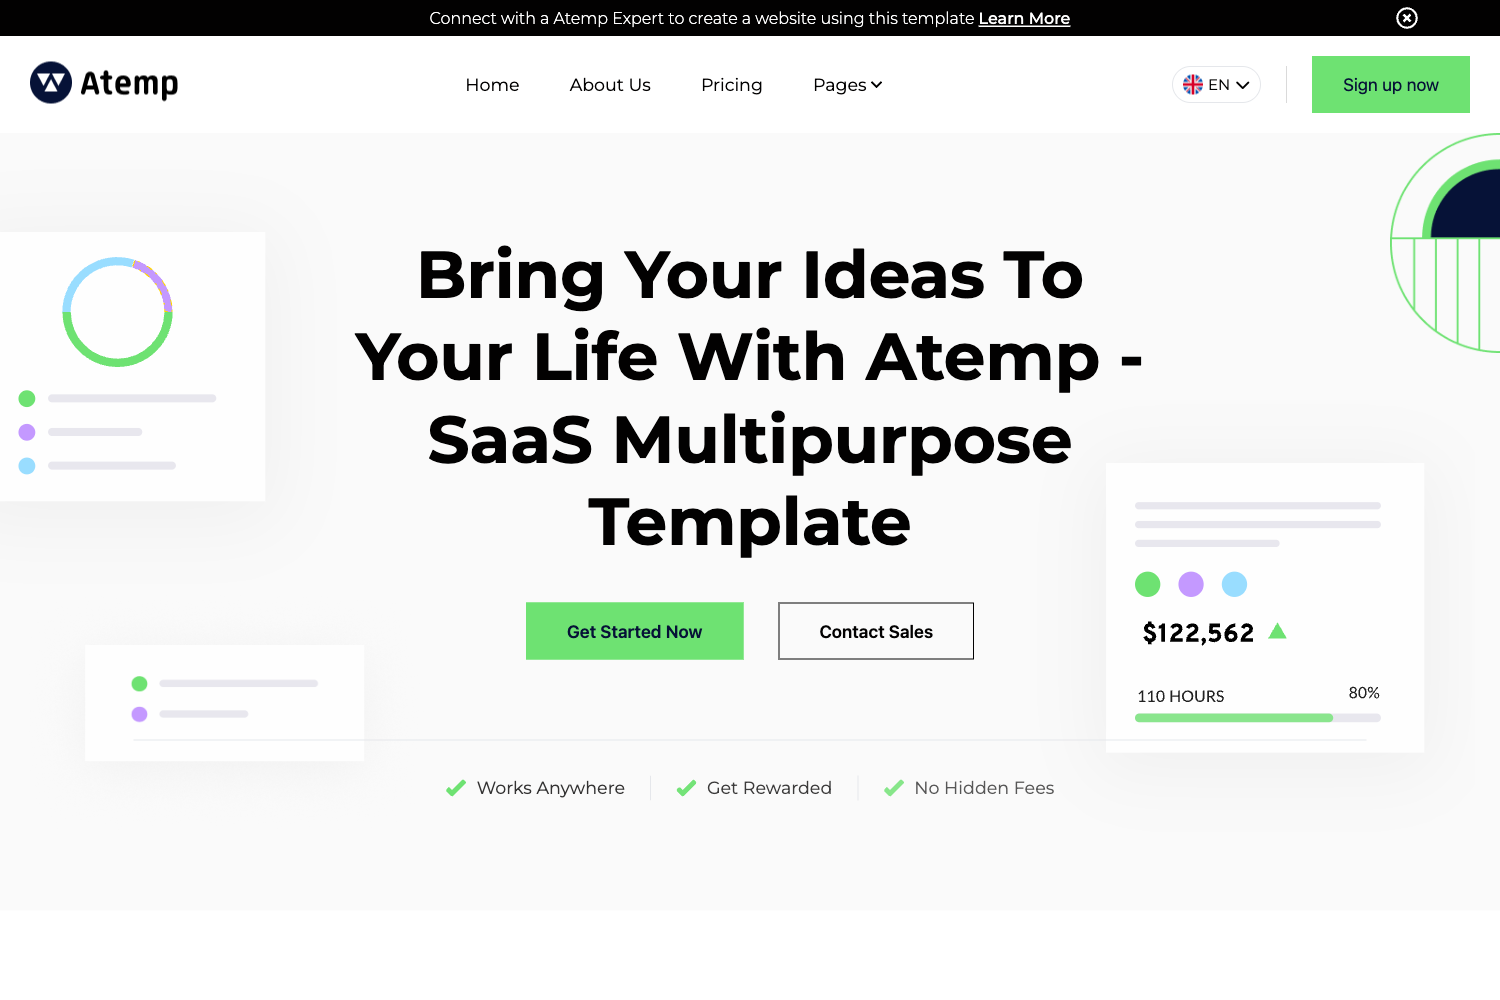 Connect with a Atemp Expert to create a website using this template Learn More
Atemp
Home
About Us
Pricing
Pages
EN
Sign up now
Bring Your Ideas To
Your Life With Atemp -
SaaS Multipurpose
Template
Get Started Now
Contact Sales
$122,562
110 HOURS
80%
Works Anywhere
Get Rewarded
No Hidden Fees